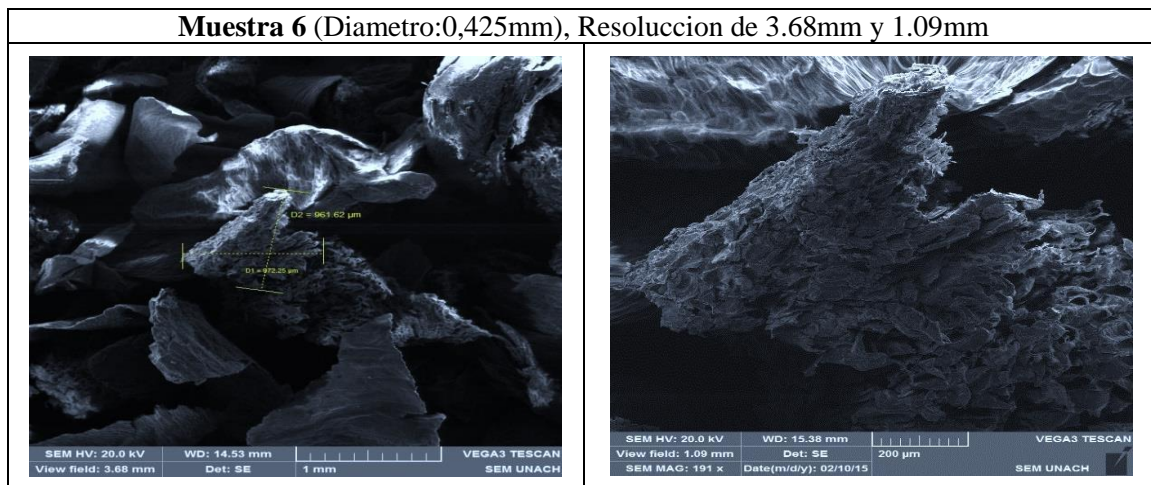 Muestra 6 (Diametro:0,425mm), Resoluccion de 3.68mm y 1.09mm
D2 = 961.62 µm
D1 = 972.25 µm
SEM HV: 20.0 kV
WD: 14.53 mm
VEGA3 TESCAN
View field: 3.68 mm
Det: SE
1 mm
SEM UNACH
SEM HV: 20.0 kV
WD: 15.38 mm
VEGA3 TESCAN
View field: 1.09 mm
Det: SE
200 µm
SEM MAG: 191 x
Date(m/d/y): 02/10/15
SEM UNACH